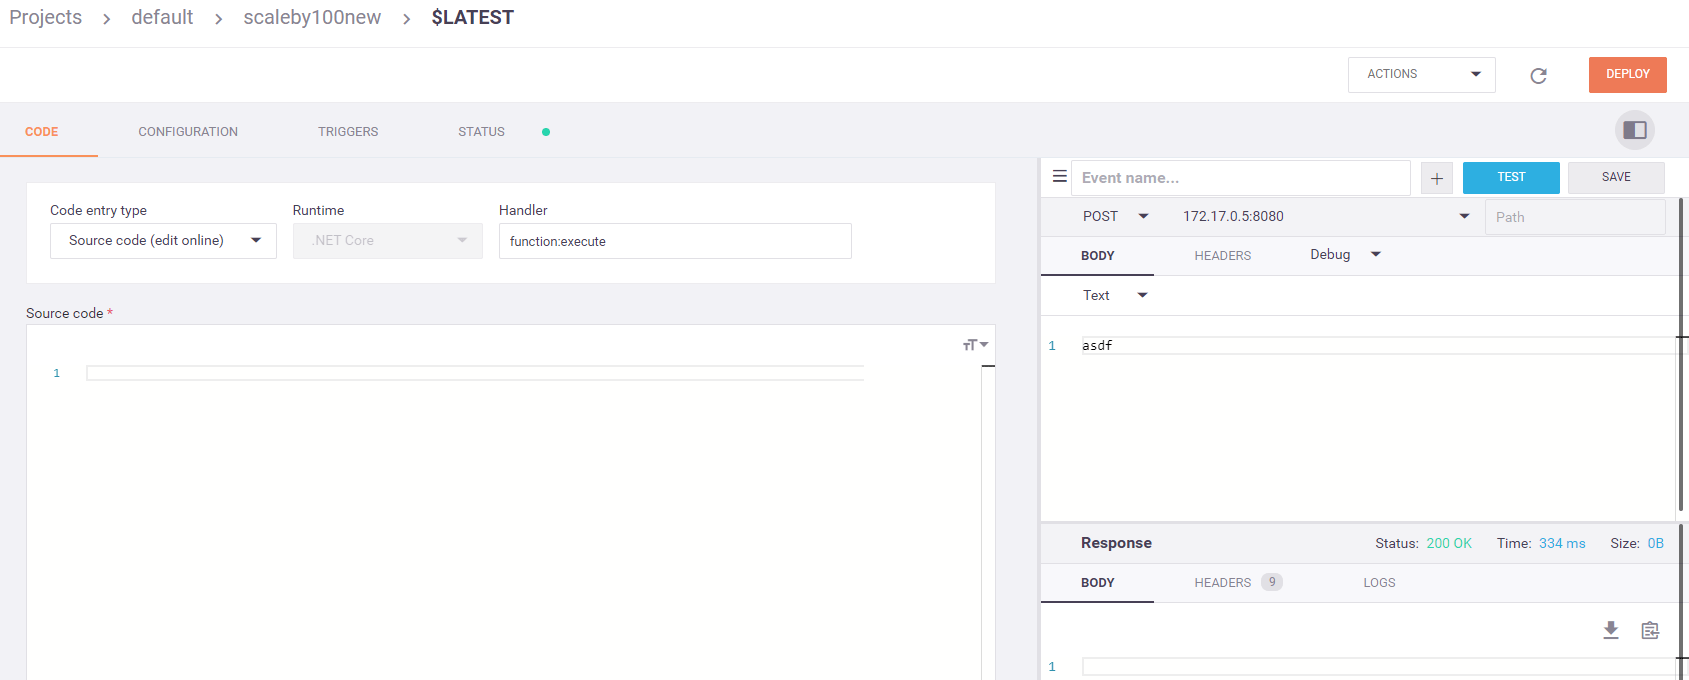 Projects > default > scaleby100new > $LATEST
ACTIONS
DEPLOY
CODE CONFIGURATION TRIGGERS STATUS
Code entry type Runtime Handler
Source code (edit online) .NET Core function:execute
Source code *
1
Event name... + TEST SAVE
POST 172.17.0.5:8080 Path
BODY HEADERS Debug
Text
1 asdf
Response Status: 200 OK Time: 334 ms Size: 0B
BODY HEADERS 9 LOGS
1